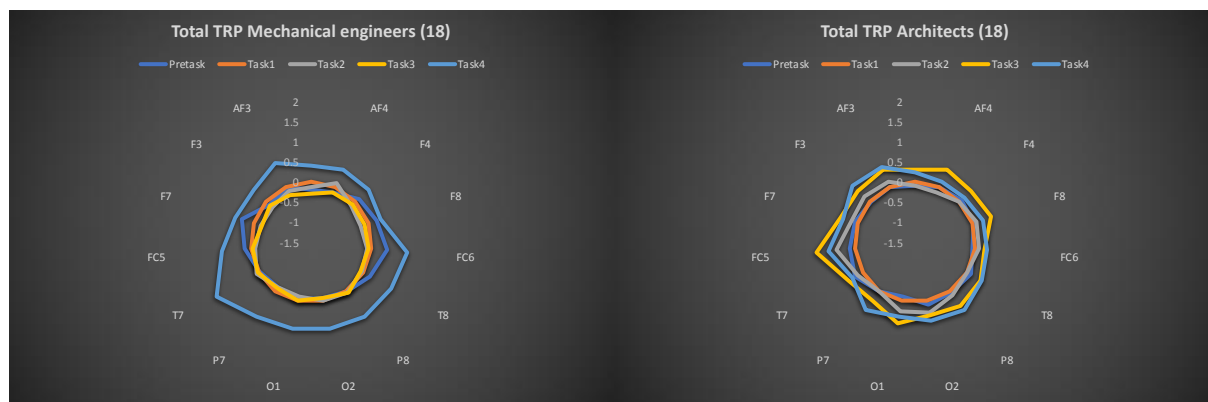 Total TRP Mechanical engineers (18)
Pretask Task1 Task2 Task3 Task4
2
AF3 AF4
1.5
1
F3 F4
0.5
0
F7 F8
-0.5
-1
-1.5
FC5 FC6
T7 T8
P7 P8
O1 O2
Total TRP Architects (18)
Pretask Task1 Task2 Task3 Task4
2
AF3 AF4
1.5
1
F3 F4
0.5
0
F7 F8
-0.5
-1
-1.5
FC5 FC6
T7 T8
P7 P8
O1 O2